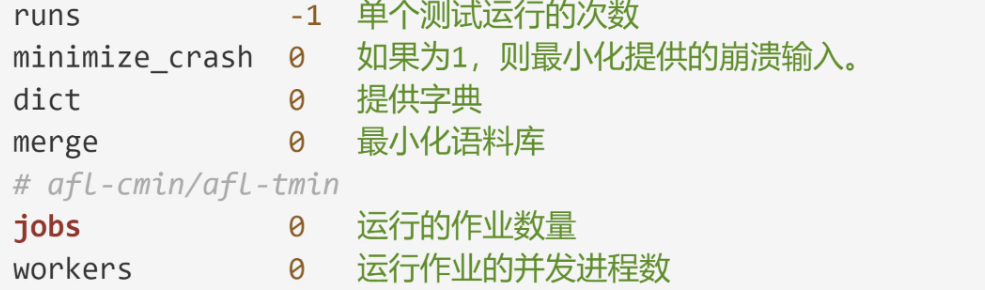 runs -1 单个测试运行的次数
minimize_crash 0 如果为1，则最小化提供的崩溃输入。
dict 0 提供字典
merge 0 最小化语料库
# afl-cmin/afl-tmin
jobs 0 运行的作业数量
workers 0 运行作业的并发进程数